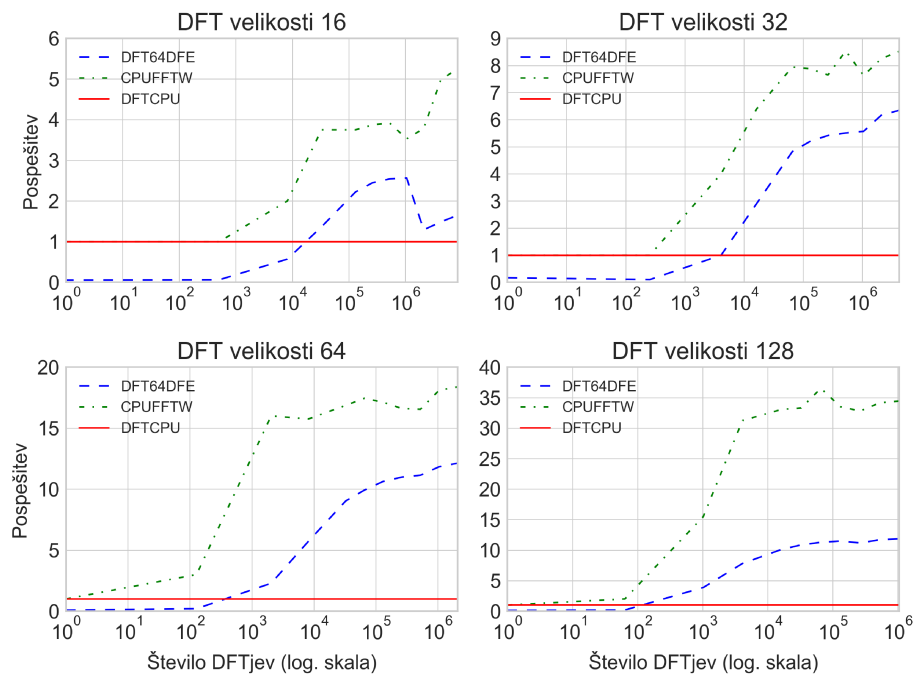 DFT velikosti 16
6
5
4
3
2
1
0
Pospešitev
DFT64DFE
CPUFFTW
DFTCPU
10^0 10^1 10^2 10^3 10^4 10^5 10^6
DFT velikosti 32
9
8
7
6
5
4
3
2
1
0
DFT64DFE
CPUFFTW
DFTCPU
10^0 10^1 10^2 10^3 10^4 10^5 10^6
DFT velikosti 64
20
15
10
5
0
Pospešitev
DFT64DFE
CPUFFTW
DFTCPU
10^0 10^1 10^2 10^3 10^4 10^5 10^6
Število DFTjev (log. skala)
DFT velikosti 128
40
35
30
25
20
15
10
5
0
DFT64DFE
CPUFFTW
DFTCPU
10^0 10^1 10^2 10^3 10^4 10^5 10^6
Število DFTjev (log. skala)